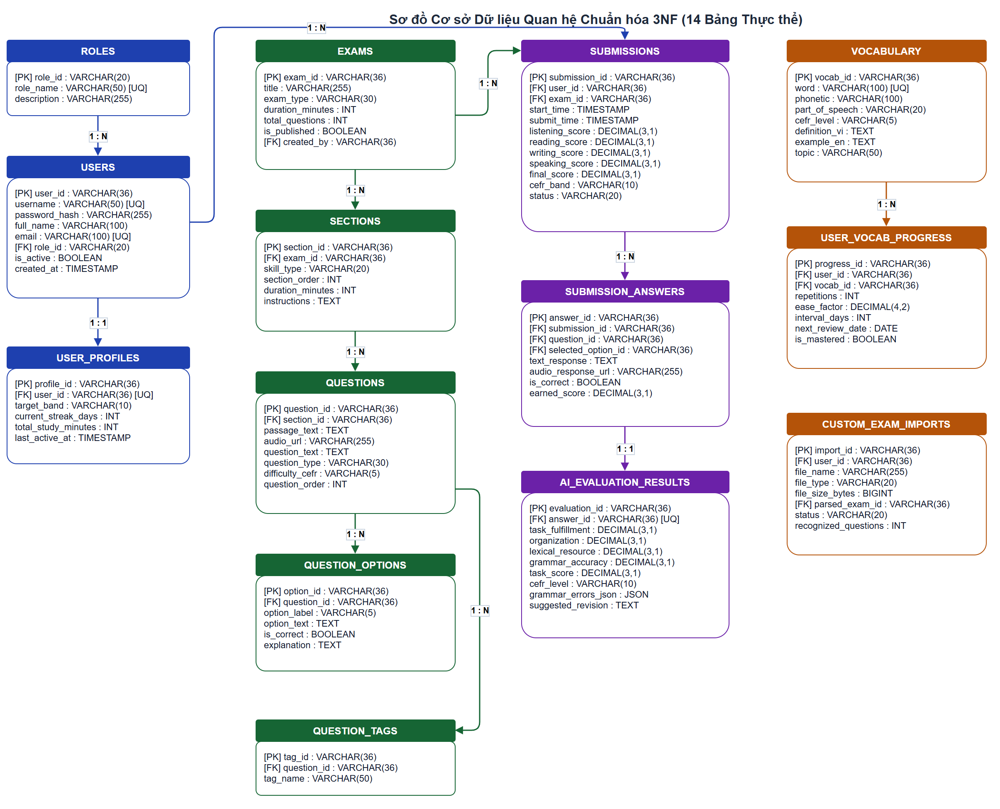 Sơ đồ Cơ sở Dữ liệu Quan hệ Chuẩn hóa 3NF (14 Bảng Thực thể)
ROLES
[PK] role_id : VARCHAR(20)
role_name : VARCHAR(50) [UQ]
description : VARCHAR(255)
1 : N
USERS
[PK] user_id : VARCHAR(36)
username : VARCHAR(50) [UQ]
password_hash : VARCHAR(255)
full_name : VARCHAR(100)
email : VARCHAR(100) [UQ]
[FK] role_id : VARCHAR(20)
is_active : BOOLEAN
created_at : TIMESTAMP
1 : 1
USER_PROFILES
[PK] profile_id : VARCHAR(36)
[FK] user_id : VARCHAR(36) [UQ]
target_band : VARCHAR(10)
current_streak_days : INT
total_study_minutes : INT
last_active_at : TIMESTAMP
1 : N
EXAMS
[PK] exam_id : VARCHAR(36)
title : VARCHAR(255)
exam_type : VARCHAR(30)
duration_minutes : INT
total_questions : INT
is_published : BOOLEAN
[FK] created_by : VARCHAR(36)
1 : N
1 : N
SECTIONS
[PK] section_id : VARCHAR(36)
[FK] exam_id : VARCHAR(36)
skill_type : VARCHAR(20)
section_order : INT
duration_minutes : INT
instructions : TEXT
1 : N
QUESTIONS
[PK] question_id : VARCHAR(36)
[FK] section_id : VARCHAR(36)
passage_text : TEXT
audio_url : VARCHAR(255)
question_text : TEXT
question_type : VARCHAR(30)
difficulty_cefr : VARCHAR(5)
question_order : INT
1 : N
QUESTION_OPTIONS
[PK] option_id : VARCHAR(36)
[FK] question_id : VARCHAR(36)
option_label : VARCHAR(5)
option_text : TEXT
is_correct : BOOLEAN
explanation : TEXT
1 : N
QUESTION_TAGS
[PK] tag_id : VARCHAR(36)
[FK] question_id : VARCHAR(36)
tag_name : VARCHAR(50)
SUBMISSIONS
[PK] submission_id : VARCHAR(36)
[FK] user_id : VARCHAR(36)
[FK] exam_id : VARCHAR(36)
start_time : TIMESTAMP
submit_time : TIMESTAMP
listening_score : DECIMAL(3,1)
reading_score : DECIMAL(3,1)
writing_score : DECIMAL(3,1)
speaking_score : DECIMAL(3,1)
final_score : DECIMAL(3,1)
cefr_band : VARCHAR(10)
status : VARCHAR(20)
1 : N
SUBMISSION_ANSWERS
[PK] answer_id : VARCHAR(36)
[FK] submission_id : VARCHAR(36)
[FK] question_id : VARCHAR(36)
[FK] selected_option_id : VARCHAR(36)
text_response : TEXT
audio_response_url : VARCHAR(255)
is_correct : BOOLEAN
earned_score : DECIMAL(3,1)
1 : 1
AI_EVALUATION_RESULTS
[PK] evaluation_id : VARCHAR(36)
[FK] answer_id : VARCHAR(36) [UQ]
task_fulfillment : DECIMAL(3,1)
organization : DECIMAL(3,1)
lexical_resource : DECIMAL(3,1)
grammar_accuracy : DECIMAL(3,1)
task_score : DECIMAL(3,1)
cefr_level : VARCHAR(10)
grammar_errors_json : JSON
suggested_revision : TEXT
VOCABULARY
[PK] vocab_id : VARCHAR(36)
word : VARCHAR(100) [UQ]
phonetic : VARCHAR(100)
part_of_speech : VARCHAR(20)
cefr_level : VARCHAR(5)
definition_vi : TEXT
example_en : TEXT
topic : VARCHAR(50)
1 : N
USER_VOCAB_PROGRESS
[PK] progress_id : VARCHAR(36)
[FK] user_id : VARCHAR(36)
[FK] vocab_id : VARCHAR(36)
repetitions : INT
ease_factor : DECIMAL(4,2)
interval_days : INT
next_review_date : DATE
is_mastered : BOOLEAN
CUSTOM_EXAM_IMPORTS
[PK] import_id : VARCHAR(36)
[FK] user_id : VARCHAR(36)
file_name : VARCHAR(255)
file_type : VARCHAR(20)
file_size_bytes : BIGINT
[FK] parsed_exam_id : VARCHAR(36)
status : VARCHAR(20)
recognized_questions : INT